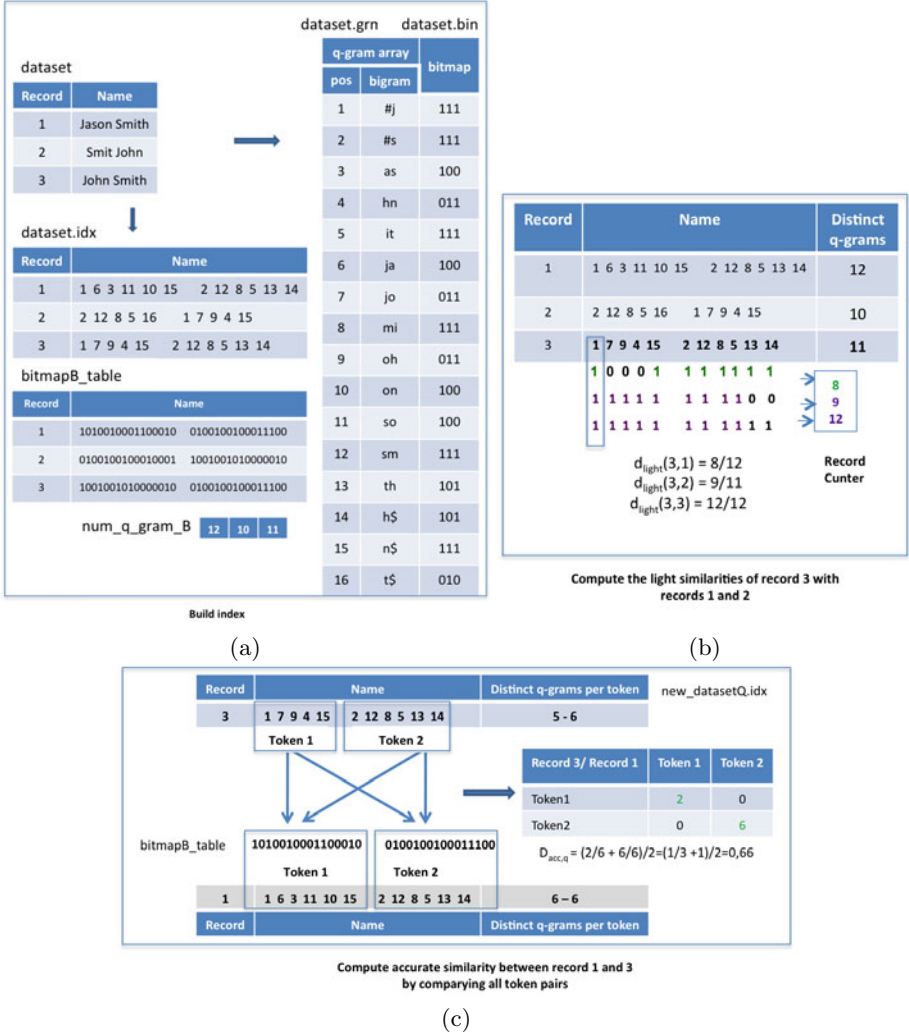 dataset.grn dataset.bin
q-gram array bitmap
pos bigram
1 #j 111
2 #s 111
3 as 100
4 hn 011
5 it 111
6 ja 100
7 jo 011
8 mi 111
9 oh 011
10 on 100
11 so 100
12 sm 111
13 th 101
14 h$ 101
15 n$ 111
16 t$ 010
dataset
Record Name
1 Jason Smith
2 Smit John
3 John Smith
dataset.idx
Record Name
1 1 6 3 11 10 15 2 12 8 5 13 14
2 2 12 8 5 16 1 7 9 4 15
3 1 7 9 4 15 2 12 8 5 13 14
bitmapB_table
Record Name
1 1010010001100010 0100100100011100
2 0100100100010001 1001001010000010
3 1001001010000010 0100100100011100
num_q_gram_B 12 10 11
Build index
(a)
Record Name Distinct
q-grams
1 1 6 3 11 10 15 2 12 8 5 13 14 12
2 2 12 8 5 16 1 7 9 4 15 10
3 1 7 9 4 15 2 12 8 5 13 14 11
1 0 0 0 1 1 1 1 1 1 1 8
1 1 1 1 1 1 1 1 1 0 0 9
1 1 1 1 1 1 1 1 1 1 1 12
d light (3,1) = 8/12
d light (3,2) = 9/11
d light (3,3) = 12/12
Record
Cunter
Compute the light similarities of record 3 with
records 1 and 2
(b)
Record Name Distinct q-grams per token
3 1 7 9 4 15 2 12 8 5 13 14 5 - 6
new_datasetQ.idx
Token 1 Token 2
Record 3/ Record 1 Token 1 Token 2
Token1 2 0
Token2 0 6
D acc,q = (2/6 + 6/6)/2=(1/3 +1)/2=0,66
bitmapB_table
1010010001100010 0100100100011100
Token 1 Token 2
1 1 6 3 11 10 15 2 12 8 5 13 14 6 – 6
Record Name Distinct q-grams per token
Compute accurate similarity between record 1 and 3
by comparying all token pairs
(c)